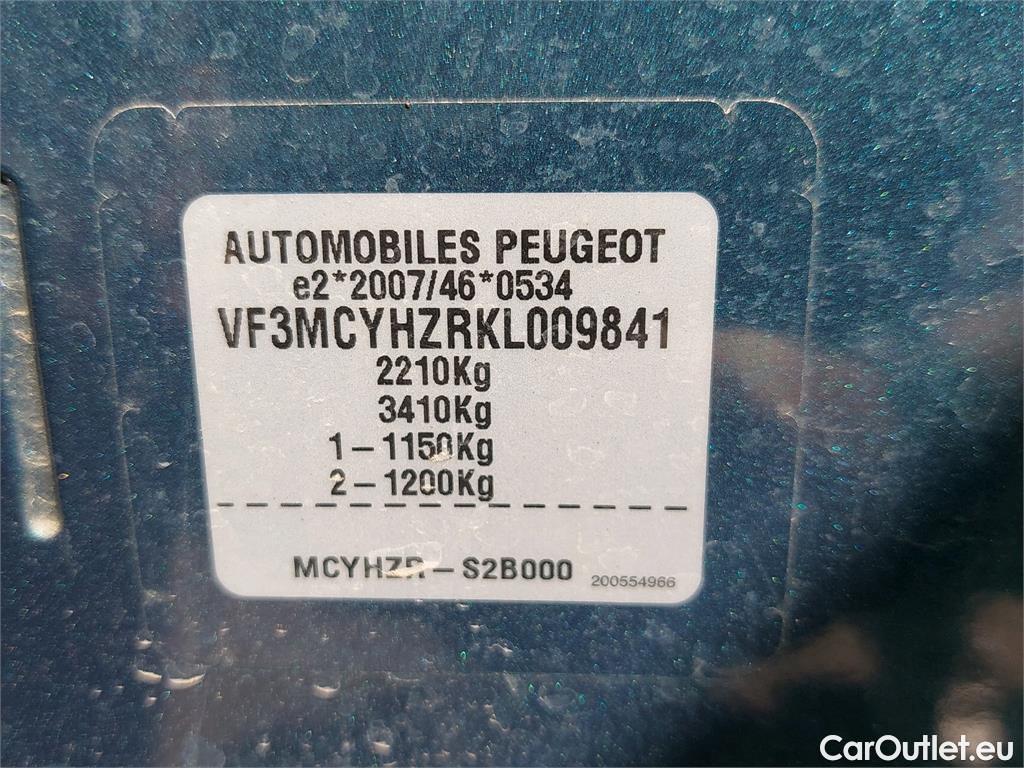 AUTOMOBILES PEUGEOT
e2*2007/46*0534
VF3MCYHZRKL009841
2210Kg
3410Kg
1-1150Kg
2-1200Kg
MCYHZR-S2B000 200554966
CarOutlet.eu